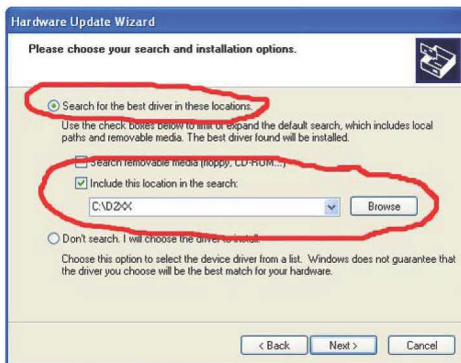 Hardware Update Wizard
Please choose your search and installation options.
Search for the best driver in these locations.
Use the check boxes below to limit or expand the default search, which includes local
paths and removable media. The best driver found will be installed.
Search removable media (floppy, CD-ROM...)
Include this location in the search:
C:\D2XX
Browse
Don't search. I will choose the driver to install.
Choose this option to select the device driver from a list. Windows does not guarantee that
the driver you choose will be the best match for your hardware.
< Back
Next >
Cancel